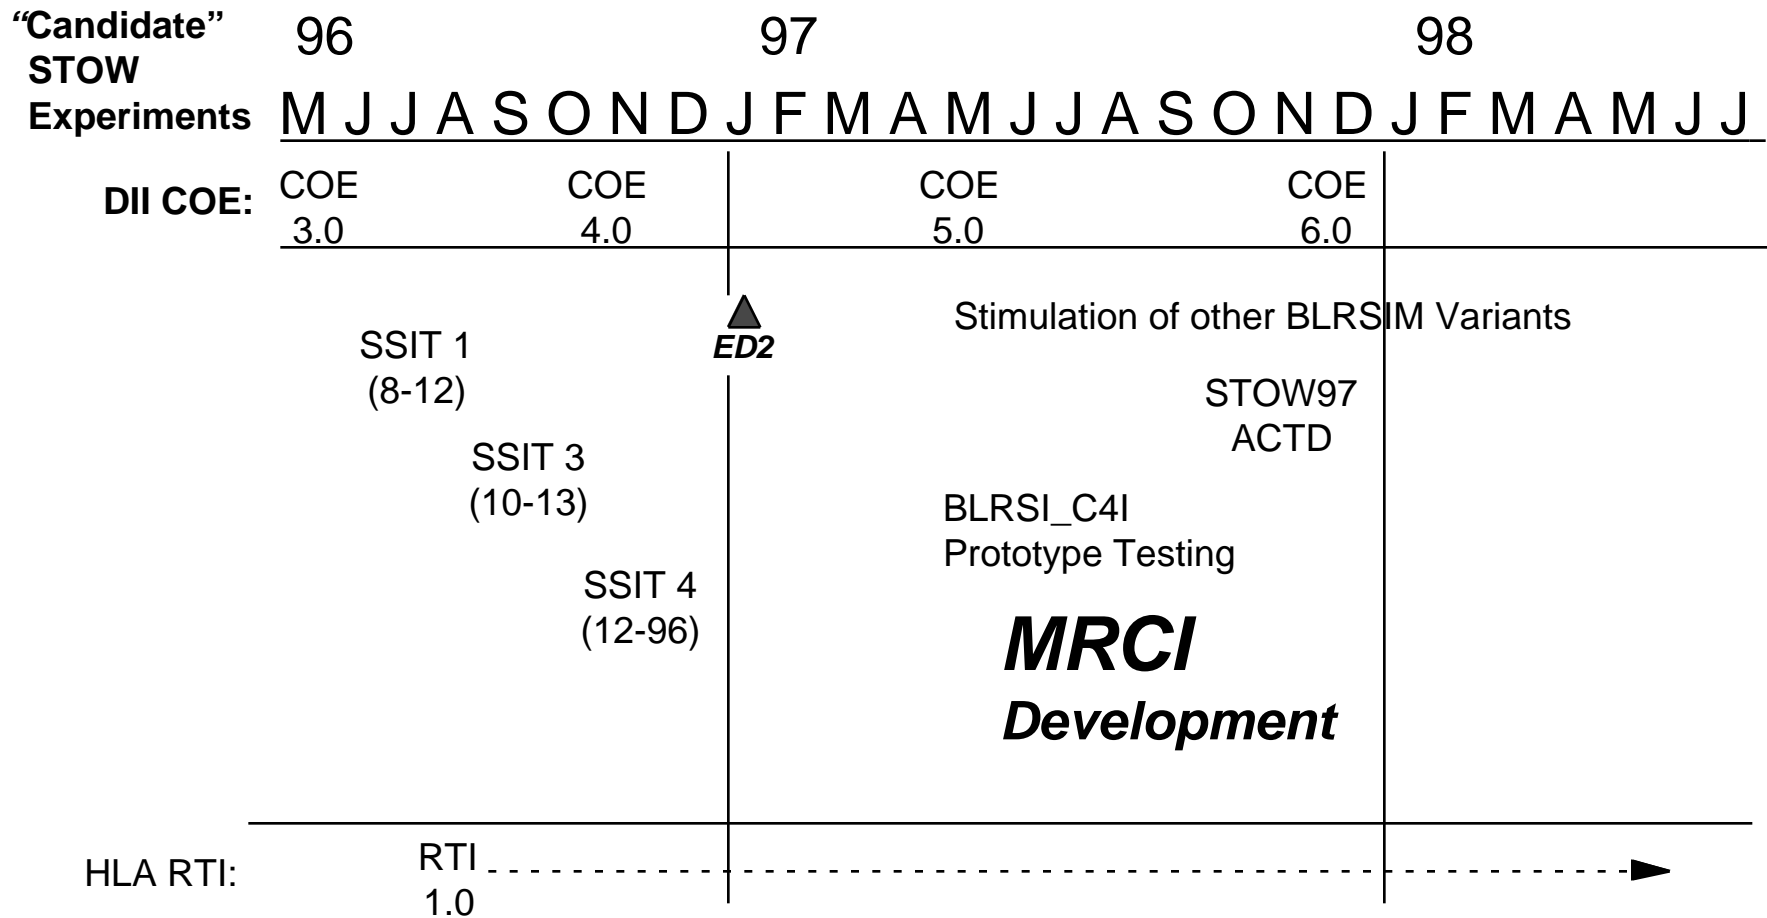 “Candidate”
STOW
Experiments
96 97 98
M J J A S O N D J F M A M J J A S O N D J F M A M J J
DII COE:
COE
3.0
COE
4.0
COE
5.0
COE
6.0
ED2
Stimulation of other BLRSIM Variants
SSIT 1
(8-12)
STOW97
ACTD
SSIT 3
(10-13)
BLRSI_C4I
Prototype Testing
SSIT 4
(12-96)
MRCI
Development
HLA RTI:
RTI
1.0